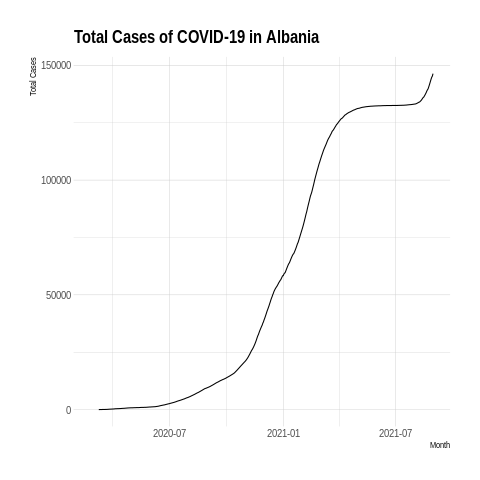 Total Cases of COVID-19 in Albania
Total Cases
150000
100000
50000
0
2020-07
2021-01
2021-07
Month